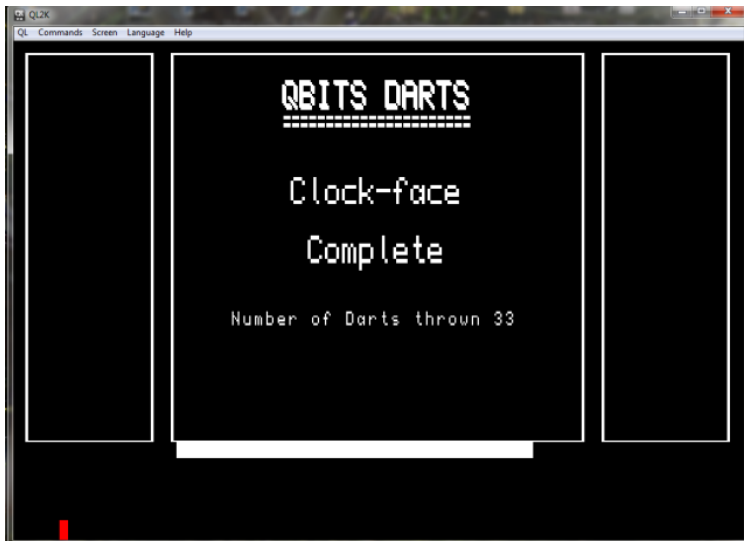 QL2K
QL Commands Screen Language Help
QBITS DARTS
Clock-face
Complete
Number of Darts thrown 33